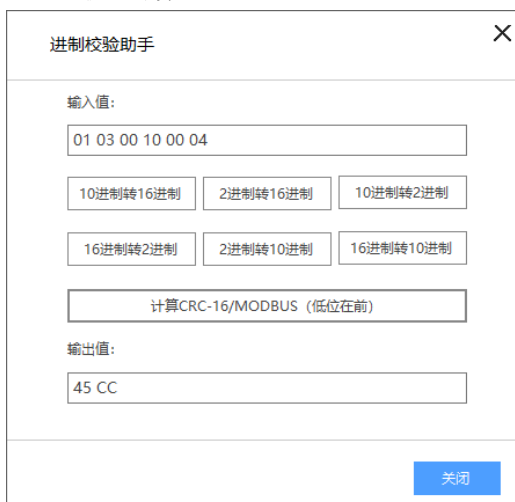 进制校验助手
输入值:
01 03 00 10 00 04
10进制转16进制 2进制转16进制 10进制转2进制
16进制转2进制 2进制转10进制 16进制转10进制
计算CRC-16/MODBUS（低位在前）
输出值:
45 CC
关闭